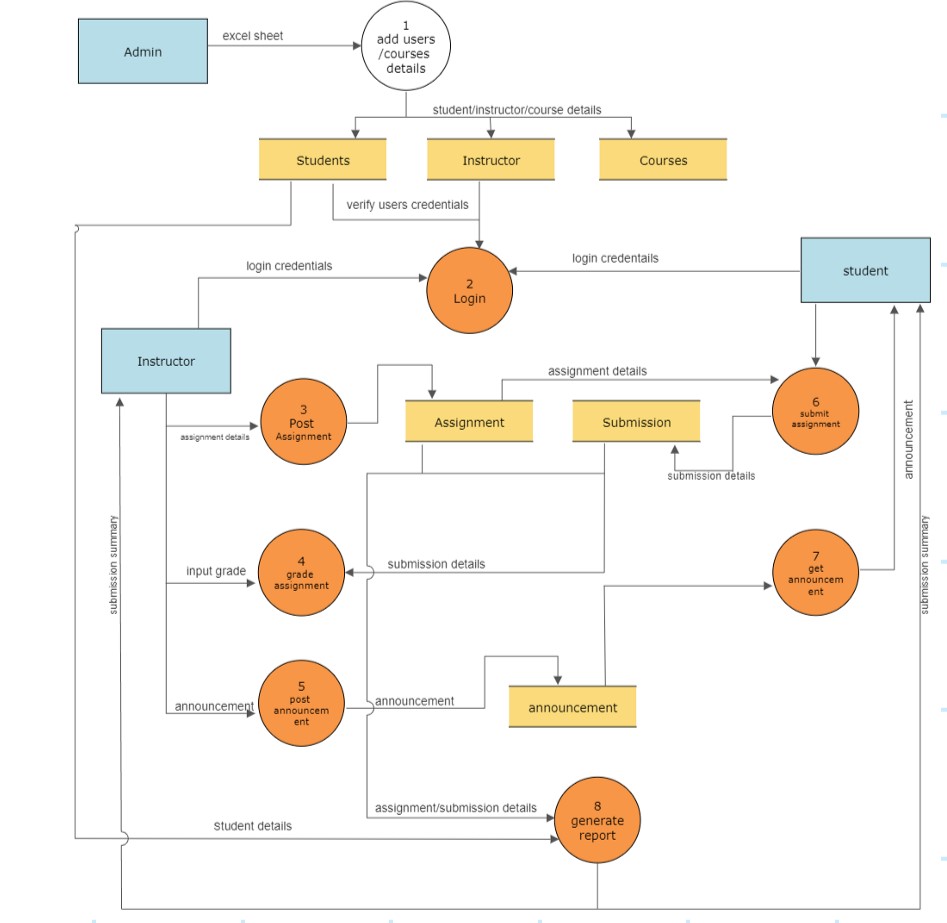 1
add users
/courses
details
Admin
excel sheet
student/instructor/course details
Students
Instructor
Courses
verify users credentials
login credentials
login credentails
2
Login
student
Instructor
3
Post
Assignment
assignment details
assignment details
Assignment
Submission
6
submit
assignment
submission details
announcement
submission summary
submission summary
input grade
4
grade
assignment
submission details
7
get
announcem
ent
announcement
5
post
announcem
ent
announcement
announcement
assignment/submission details
Student details
8
generate
report